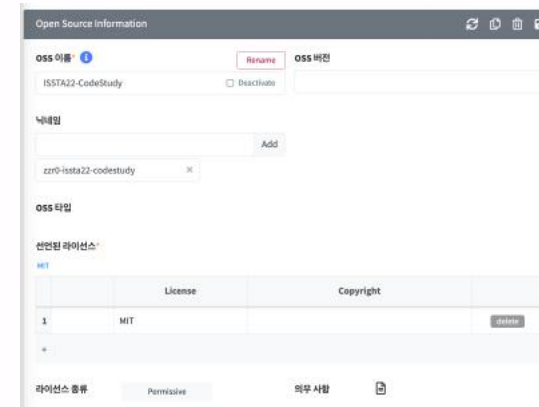 Open Source Information
OSS 이름*
Rename
OSS 버전
ISSTA22-CodeStudy
Deactivate
닉네임
Add
zzr0-issta22-codestudy ×
OSS 타입
선언된 라이선스*
MIT
License Copyright
1 MIT delete
+
라이선스 종류 Permissive 의무 사항